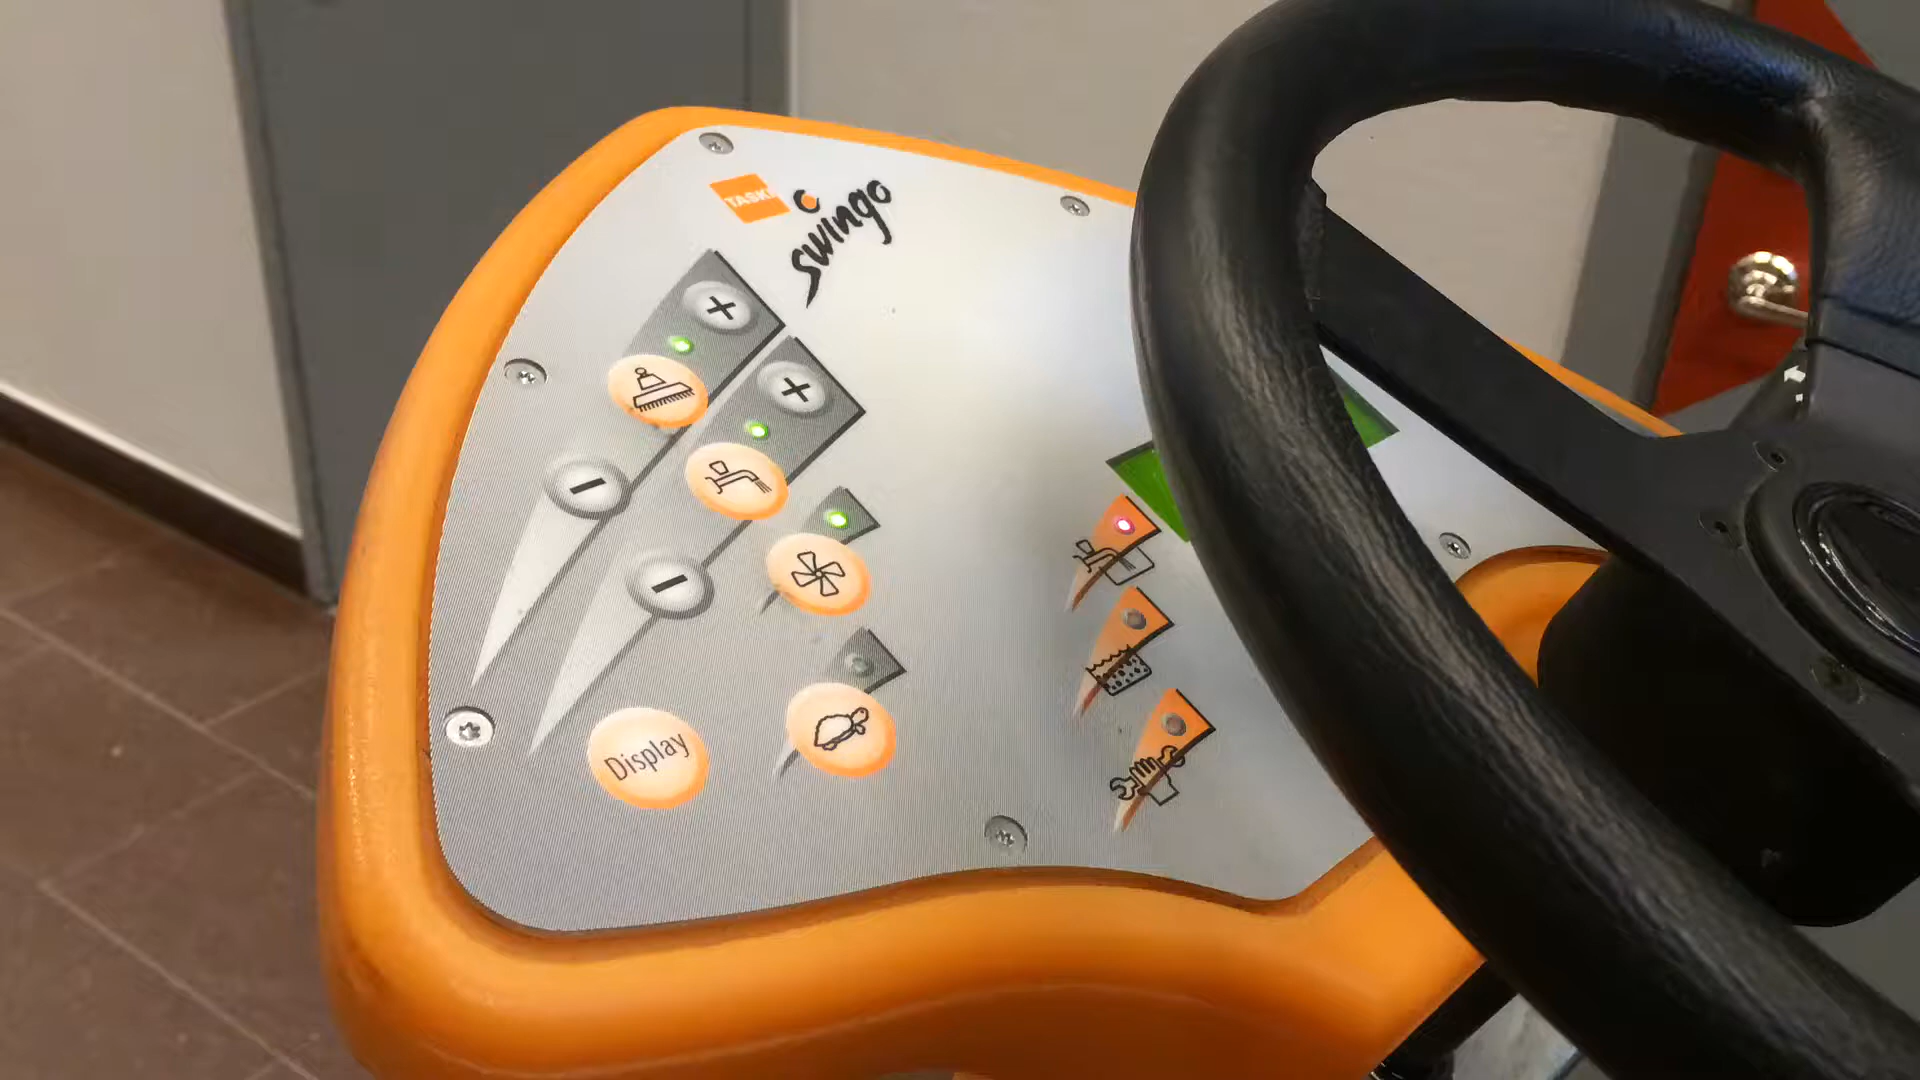 TASKI
swingo
+
+
−
−
Display